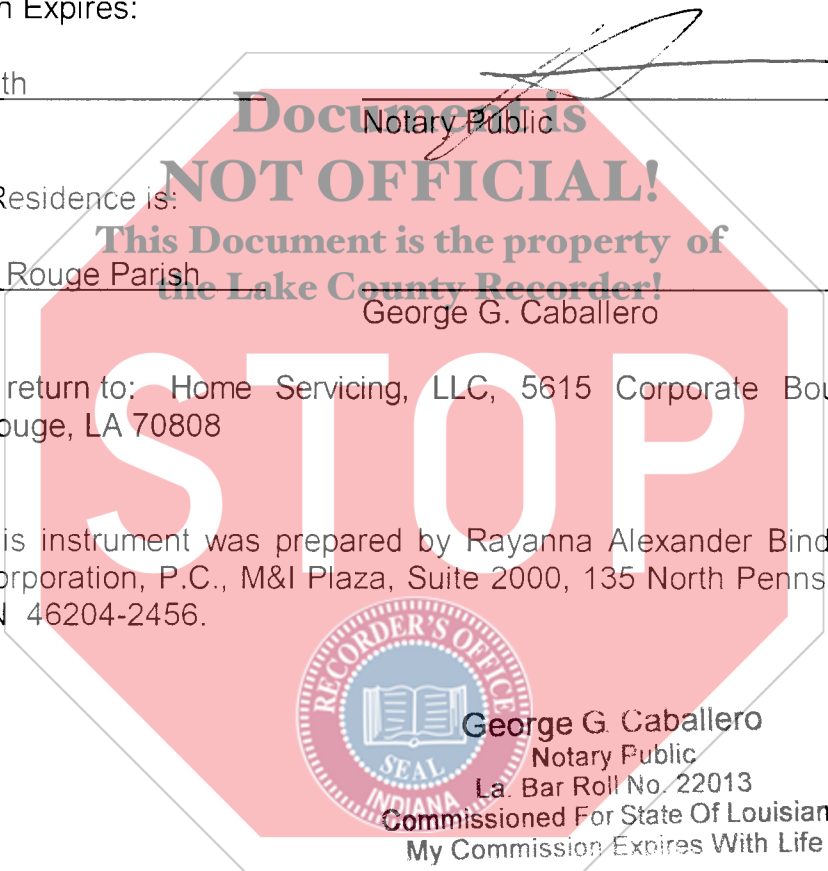 n Expires:
th
Notary Public
Document is
NOT OFFICIAL!
Residence is:
This Document is the property of
Rouge Parish
the Lake County Recorder!
George G. Caballero
STOP
return to: Home Servicing, LLC, 5615 Corporate Bou
ouge, LA 70808
is instrument was prepared by Rayanna Alexander Bind
orporation, P.C., M&I Plaza, Suite 2000, 135 North Penns
N 46204-2456.
RECORDER'S OFFICE
SEAL
INDIANA
George G. Caballero
Notary Public
La. Bar Roll No. 22013
Commissioned For State Of Louisian
My Commission Expires With Life